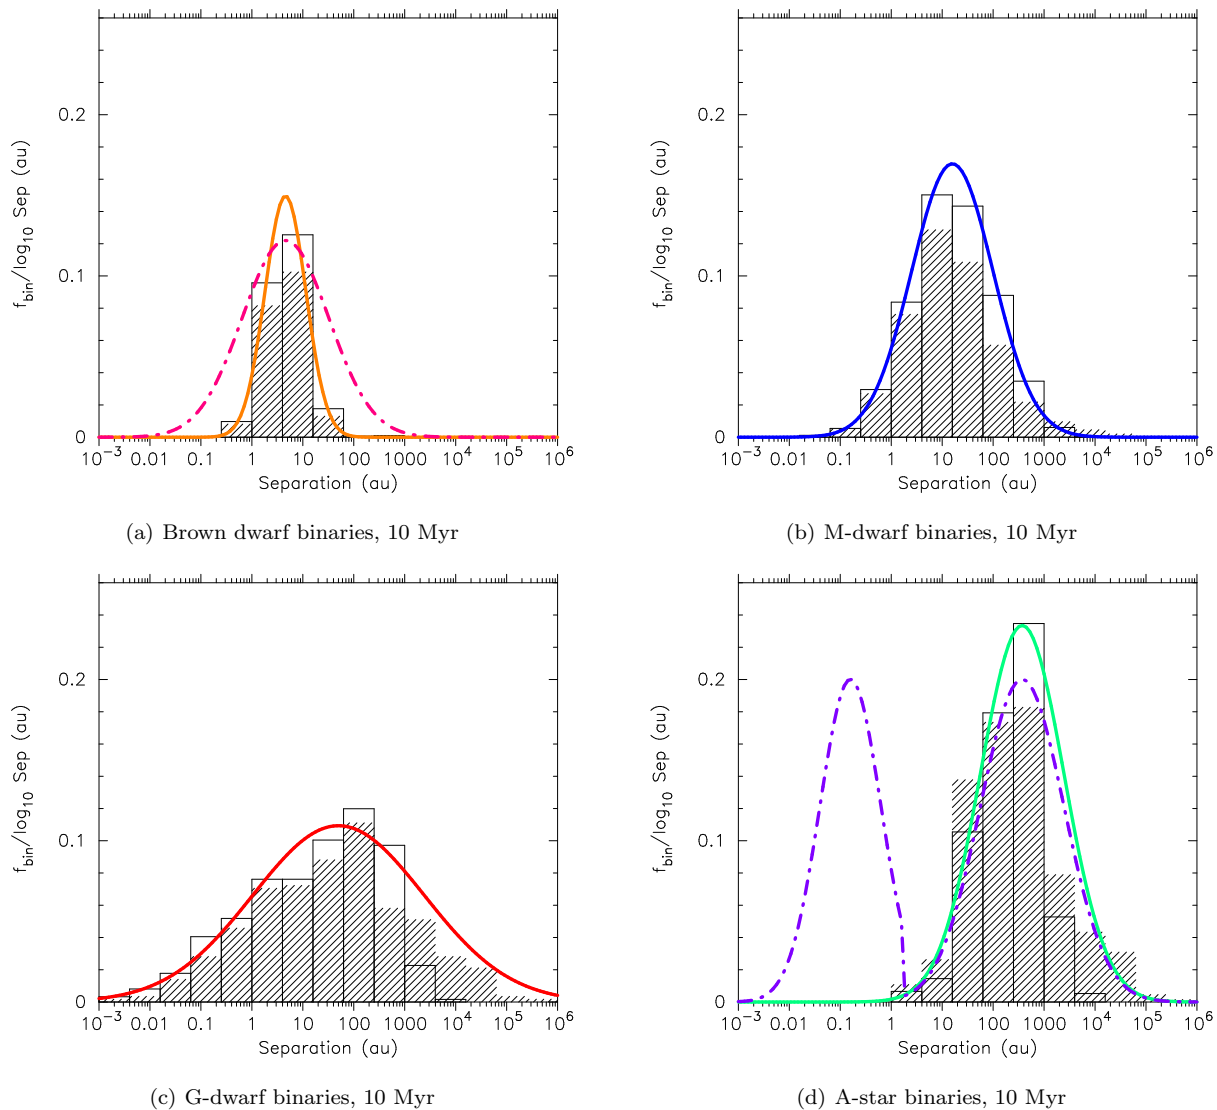 0.2
0.1
0
f_bin/log_10 Sep (au)
10^-3 0.01 0.1 1 10 100 1000 10^4 10^5 10^6
Separation (au)
(a) Brown dwarf binaries, 10 Myr
0.2
0.1
0
f_bin/log_10 Sep (au)
10^-3 0.01 0.1 1 10 100 1000 10^4 10^5 10^6
Separation (au)
(b) M-dwarf binaries, 10 Myr
0.2
0.1
0
f_bin/log_10 Sep (au)
10^-3 0.01 0.1 1 10 100 1000 10^4 10^5 10^6
Separation (au)
(c) G-dwarf binaries, 10 Myr
0.2
0.1
0
f_bin/log_10 Sep (au)
10^-3 0.01 0.1 1 10 100 1000 10^4 10^5 10^6
Separation (au)
(d) A-star binaries, 10 Myr